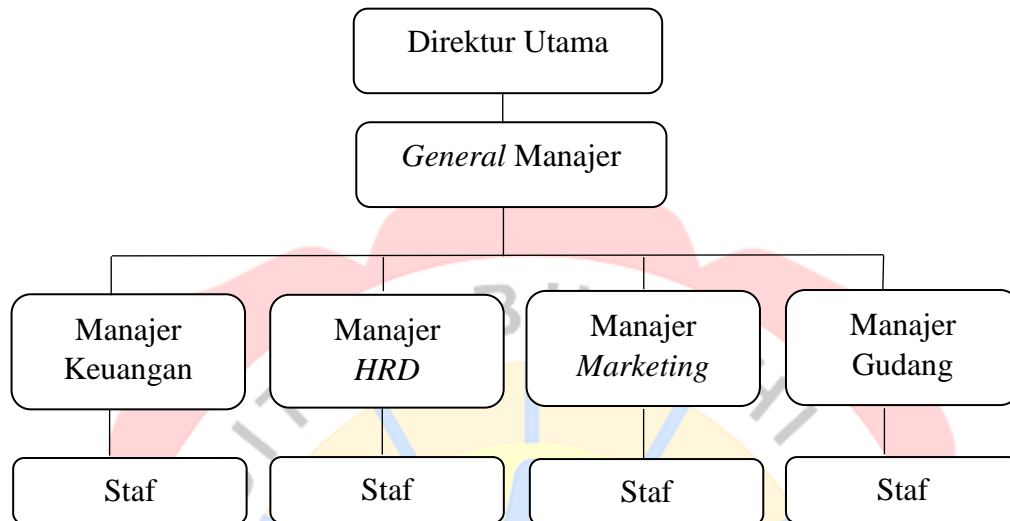 Direktur Utama
General Manajer
Manajer
Keuangan
Manajer
HRD
Manajer
Marketing
Manajer
Gudang
Staf
Staf
Staf
Staf